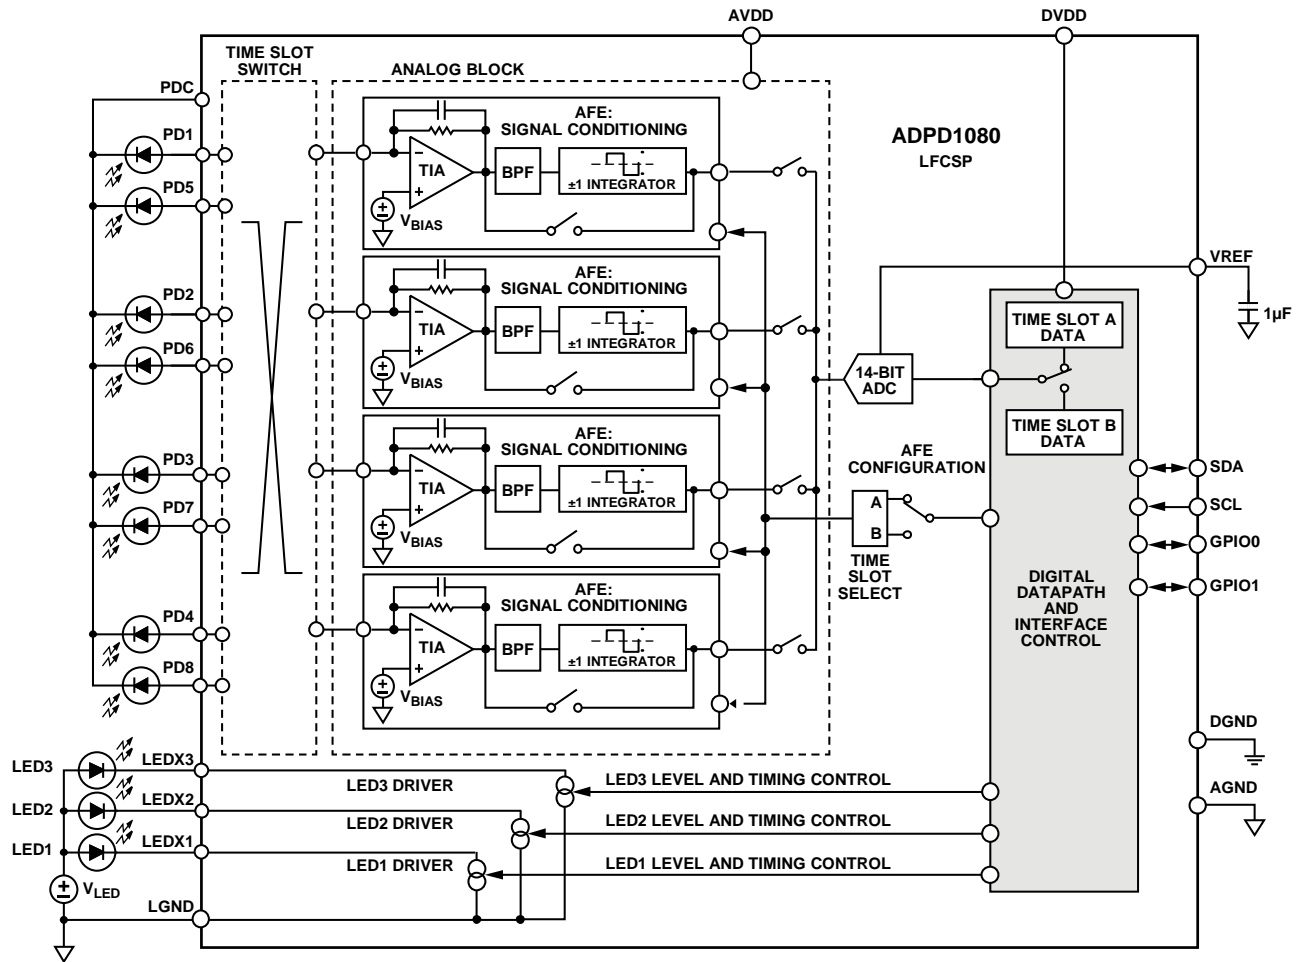 AVDD
DVDD
TIME SLOT
SWITCH
ANALOG BLOCK
PDC
PD1
PD5
PD2
PD6
PD3
PD7
PD4
PD8
AFE:
SIGNAL CONDITIONING
TIA
BPF
±1 INTEGRATOR
VBIAS
AFE:
SIGNAL CONDITIONING
TIA
BPF
±1 INTEGRATOR
VBIAS
AFE:
SIGNAL CONDITIONING
TIA
BPF
±1 INTEGRATOR
VBIAS
AFE:
SIGNAL CONDITIONING
TIA
BPF
±1 INTEGRATOR
VBIAS
ADPD1080
LFCSP
VREF
1µF
TIME SLOT A
DATA
14-BIT
ADC
TIME SLOT B
DATA
AFE
CONFIGURATION
A
B
TIME
SLOT
SELECT
DIGITAL
DATAPATH
AND
INTERFACE
CONTROL
SDA
SCL
GPIO0
GPIO1
DGND
AGND
LED3
LEDX3
LED3 DRIVER
LED3 LEVEL AND TIMING CONTROL
LED2
LEDX2
LED2 DRIVER
LED2 LEVEL AND TIMING CONTROL
LED1
LEDX1
LED1 DRIVER
LED1 LEVEL AND TIMING CONTROL
VLED
LGND